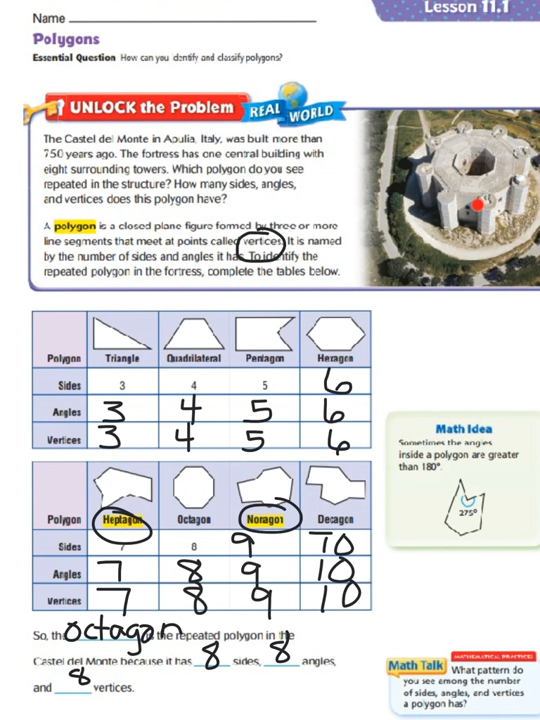 Lesson 11.1
Name
Polygons
Essential Question How can you identify and classify polygons?
UNLOCK the Problem REAL WORLD
The Castel del Monte in Apulia, Italy, was built more than
750 years ago. The fortress has one central building with
eight surrounding towers. Which polygon do you see
repeated in the structure? How many sides, angles,
and vertices does this polygon have?
A polygon is a closed plane figure formed by three or more
line segments that meet at points called vertices. It is named
by the number of sides and angles it has. To identify the
repeated polygon in the fortress, complete the tables below.
Polygon Triangle Quadrilateral Pentagon Hexagon
Sides 3 4 5 6
Angles 3 4 5 6
Vertices 3 4 5 6
Math Idea
Sometimes the angles
inside a polygon are greater
than 180°.
275°
Polygon Heptagon Octagon Nonagon Decagon
Sides 7 8 9 10
Angles 7 8 9 10
Vertices 7 8 9 10
So, the octagon is the repeated polygon in the
Castel del Monte because it has 8 sides, 8 angles,
and 8 vertices.
MATHEMATICAL PRACTICES
Math Talk What pattern do
you see among the number
of sides, angles, and vertices
a polygon has?